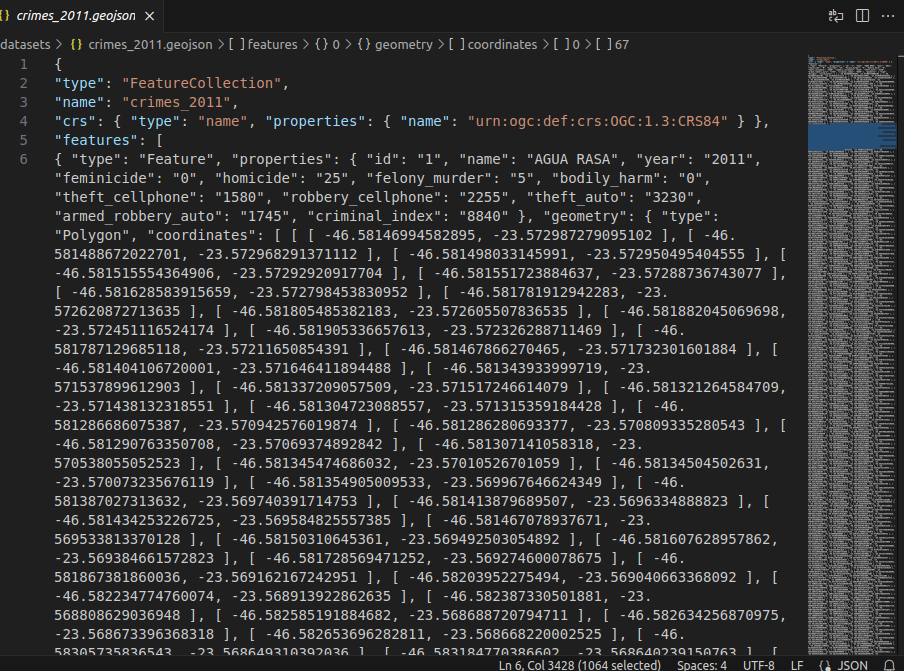 {} crimes_2011.geojson ×
datasets > {} crimes_2011.geojson > [ ] features > {} 0 > {} geometry > [ ] coordinates > [ ] 0 > [ ] 67
1 {
2 "type": "FeatureCollection",
3 "name": "crimes_2011",
4 "crs": { "type": "name", "properties": { "name": "urn:ogc:def:crs:OGC:1.3:CRS84" } },
5 "features": [
6 { "type": "Feature", "properties": { "id": "1", "name": "AGUA RASA", "year": "2011",
"feminicide": "0", "homicide": "25", "felony_murder": "5", "bodily_harm": "0",
"theft_cellphone": "1580", "robbery_cellphone": "2255", "theft_auto": "3230",
"armed_robbery_auto": "1745", "criminal_index": "8840" }, "geometry": { "type":
"Polygon", "coordinates": [ [ [ -46.58146994582895, -23.572987279095102 ], [ -46.
581488672022701, -23.572968291371112 ], [ -46.581498033145991, -23.572950495404555 ], [
-46.581515554364906, -23.57292920917704 ], [ -46.581551723884637, -23.57288736743077 ],
[ -46.581628583915659, -23.572798453830952 ], [ -46.581781912942283, -23.
572620872713635 ], [ -46.581805485382183, -23.572605507836535 ], [ -46.581882045069698,
-23.572451116524174 ], [ -46.581905336657613, -23.572326288711469 ], [ -46.
581787129685118, -23.57211650854391 ], [ -46.581467866270465, -23.571732301601884 ], [
-46.581404106720001, -23.571646411894488 ], [ -46.581343933999719, -23.
571537899612903 ], [ -46.581337209057509, -23.571517246614079 ], [ -46.581321264584709,
-23.571438132318551 ], [ -46.581304723088557, -23.571315359184428 ], [ -46.
581286686075387, -23.570942576019874 ], [ -46.581286280693377, -23.570809335280543 ], [
-46.581290763350708, -23.57069374892842 ], [ -46.581307141058318, -23.
570538055052523 ], [ -46.581345474686032, -23.57010526701059 ], [ -46.58134504502631,
-23.570073235676119 ], [ -46.581354905009533, -23.569967646624349 ], [ -46.
581387027313632, -23.569740391714753 ], [ -46.581413879689507, -23.5696334888823 ], [
-46.581434253226725, -23.569584825557385 ], [ -46.581467078937671, -23.
569533813370128 ], [ -46.58150310645361, -23.569492503054892 ], [ -46.581607628957862,
-23.569384661572823 ], [ -46.581728569471252, -23.569274600078675 ], [ -46.
581867381860036, -23.569162167242951 ], [ -46.58203952275494, -23.569040663368092 ], [
-46.582234774760074, -23.568913922862635 ], [ -46.582387330501881, -23.
568808629036948 ], [ -46.582585191884682, -23.568688720794711 ], [ -46.582634256870975,
-23.568673396368318 ], [ -46.582653696282811, -23.568668220002525 ], [ -46.
58305735836543, -23.568649310392036 ], [ -46.583184770386602, -23.568640239150763 ], [
Ln 6, Col 3428 (1064 selected) Spaces: 4 UTF-8 LF {} JSON